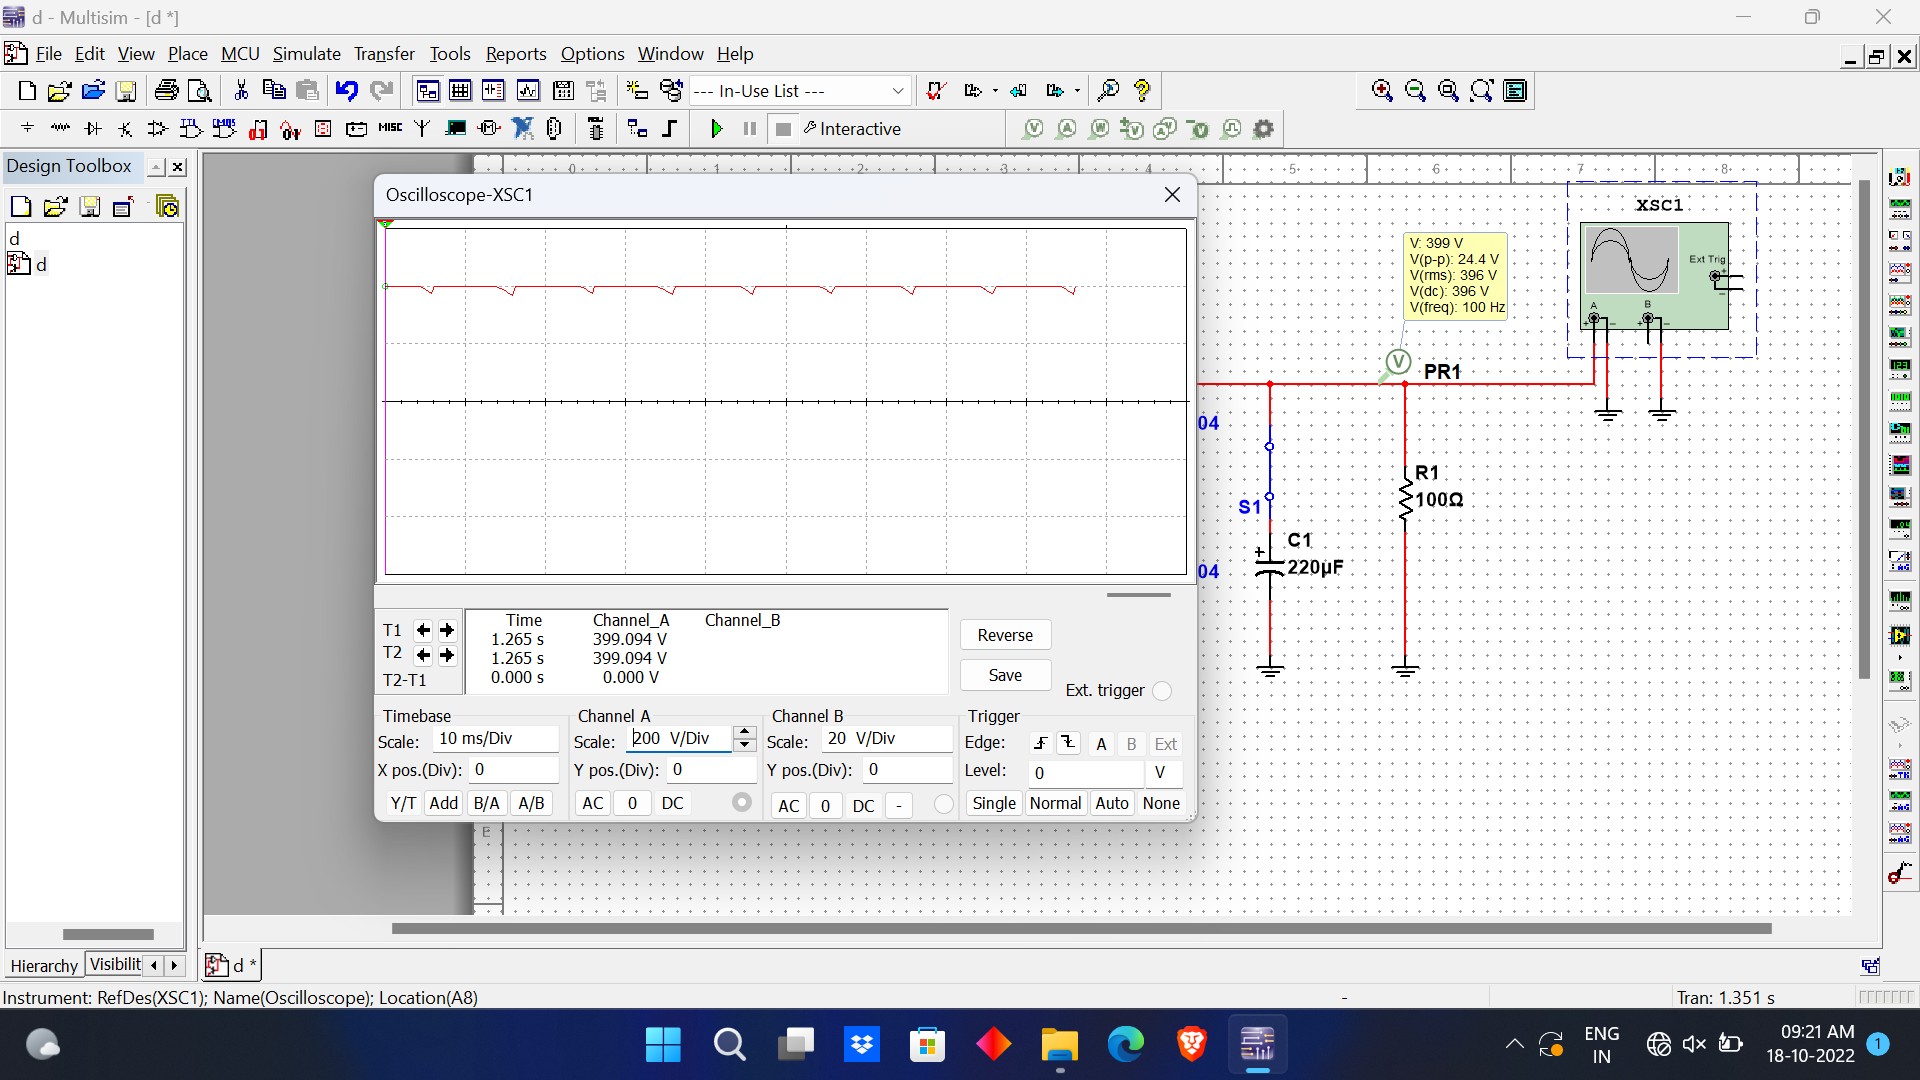 d - Multisim - [d *]
File Edit View Place MCU Simulate Transfer Tools Reports Options Window Help
--- In-Use List ---
MISC
Interactive
Design Toolbox
d
d
Oscilloscope-XSC1
0 1 2 3 4 5 6 7 8
XSC1
Ext Trig
A B
V: 399 V
V(p-p): 24.4 V
V(rms): 396 V
V(dc): 396 V
V(freq): 100 Hz
V
PR1
04
R1
100Ω
S1
C1
220µF
04
Time Channel_A Channel_B
T1 1.265 s 399.094 V
T2 1.265 s 399.094 V
T2-T1 0.000 s 0.000 V
Reverse
Save
Ext. trigger
Timebase Channel A Channel B Trigger
Scale: 10 ms/Div Scale: 200 V/Div Scale: 20 V/Div Edge: A B Ext
X pos.(Div): 0 Y pos.(Div): 0 Y pos.(Div): 0 Level: 0 V
Y/T Add B/A A/B AC 0 DC AC 0 DC - Single Normal Auto None
E
Hierarchy Visibilit d *
Instrument: RefDes(XSC1); Name(Oscilloscope); Location(A8) - Tran: 1.351 s
ENG
IN
09:21 AM
18-10-2022
1